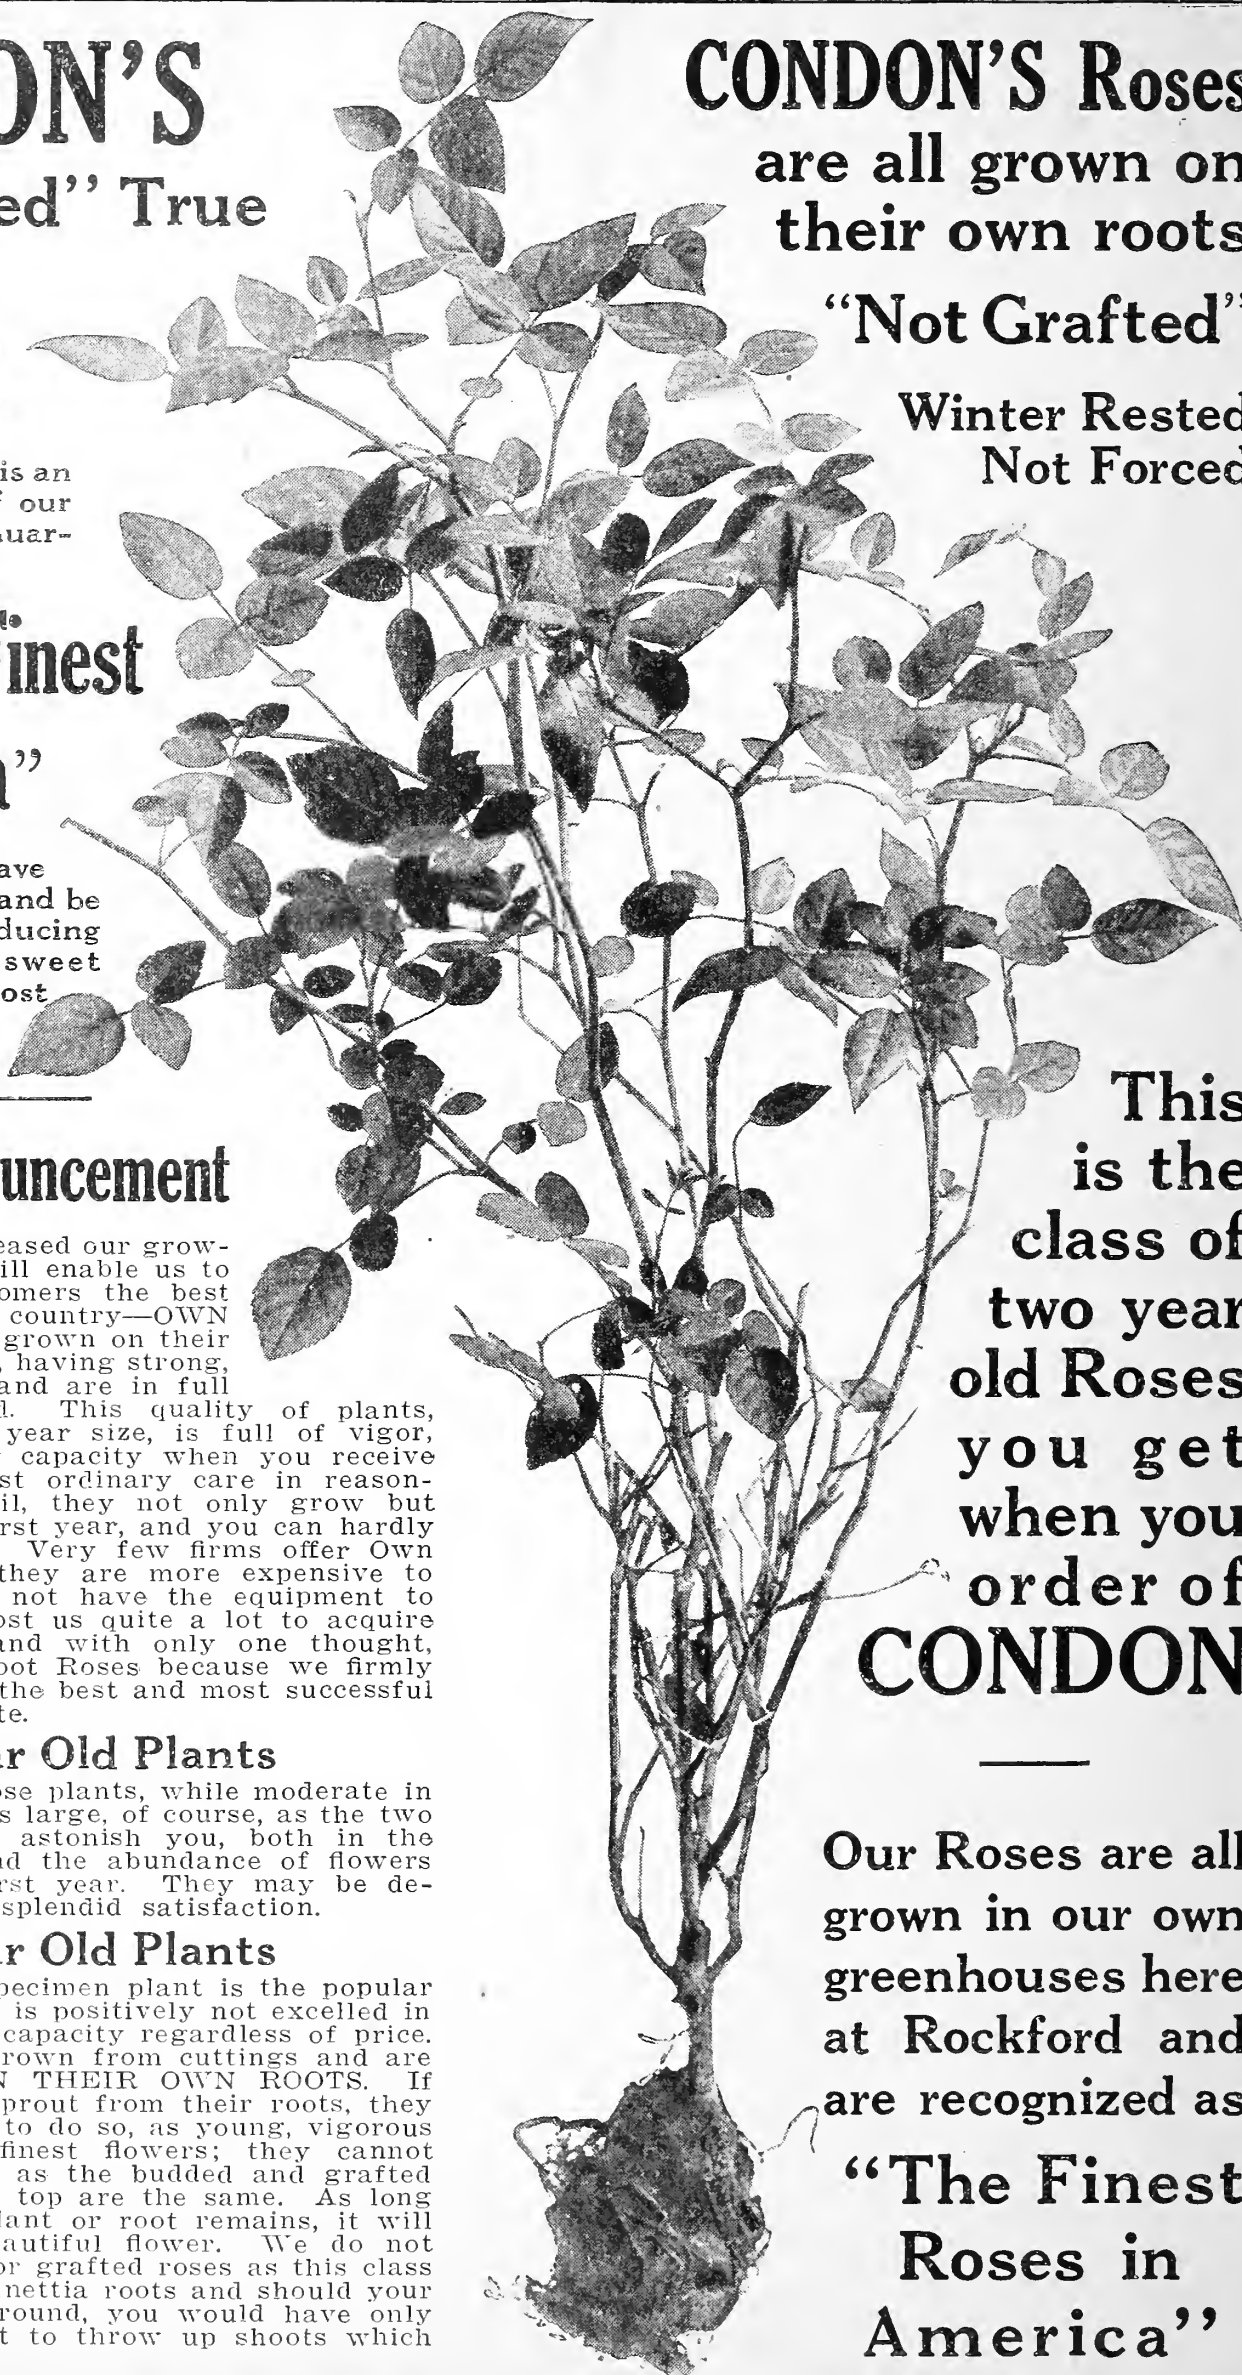 ON'S
ed" True
is an
our
uar-
inest
"
ave
and be
ducing
sweet
ost
uncement
eased our grow-
ill enable us to
omers the best
country—OWN
grown on their
, having strong,
and are in full
l. This quality of plants,
year size, is full of vigor,
capacity when you receive
st ordinary care in reason-
il, they not only grow but
rst year, and you can hardly
Very few firms offer Own
they are more expensive to
not have the equipment to
ost us quite a lot to acquire
and with only one thought,
oot Roses because we firmly
the best and most successful
te.
r Old Plants
se plants, while moderate in
s large, of course, as the two
astonish you, both in the
d the abundance of flowers
rst year. They may be de-
splendid satisfaction.
r Old Plants
pecimen plant is the popular
is positively not excelled in
capacity regardless of price.
rown from cuttings and are
N THEIR OWN ROOTS. If
prout from their roots, they
to do so, as young, vigorous
finest flowers; they cannot
as the budded and grafted
top are the same. As long
lant or root remains, it will
autiful flower. We do not
or grafted roses as this class
nettia roots and should your
round, you would have only
t to throw up shoots which
CONDON'S Roses
are all grown on
their own roots
"Not Grafted"
Winter Rested
Not Forced
This
is the
class of
two year
old Roses
you get
when you
order of
CONDON
Our Roses are all
grown in our own
greenhouses here
at Rockford and
are recognized as
"The Finest
Roses in
America"